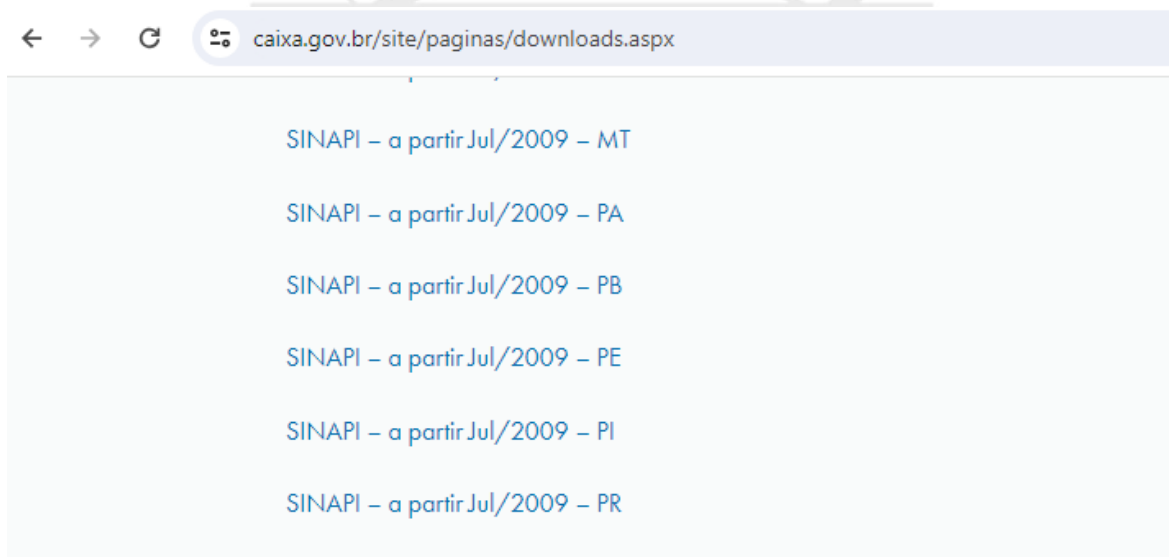 caixa.gov.br/site/paginas/downloads.aspx
SINAPI – a partir Jul/2009 – MT
SINAPI – a partir Jul/2009 – PA
SINAPI – a partir Jul/2009 – PB
SINAPI – a partir Jul/2009 – PE
SINAPI – a partir Jul/2009 – PI
SINAPI – a partir Jul/2009 – PR